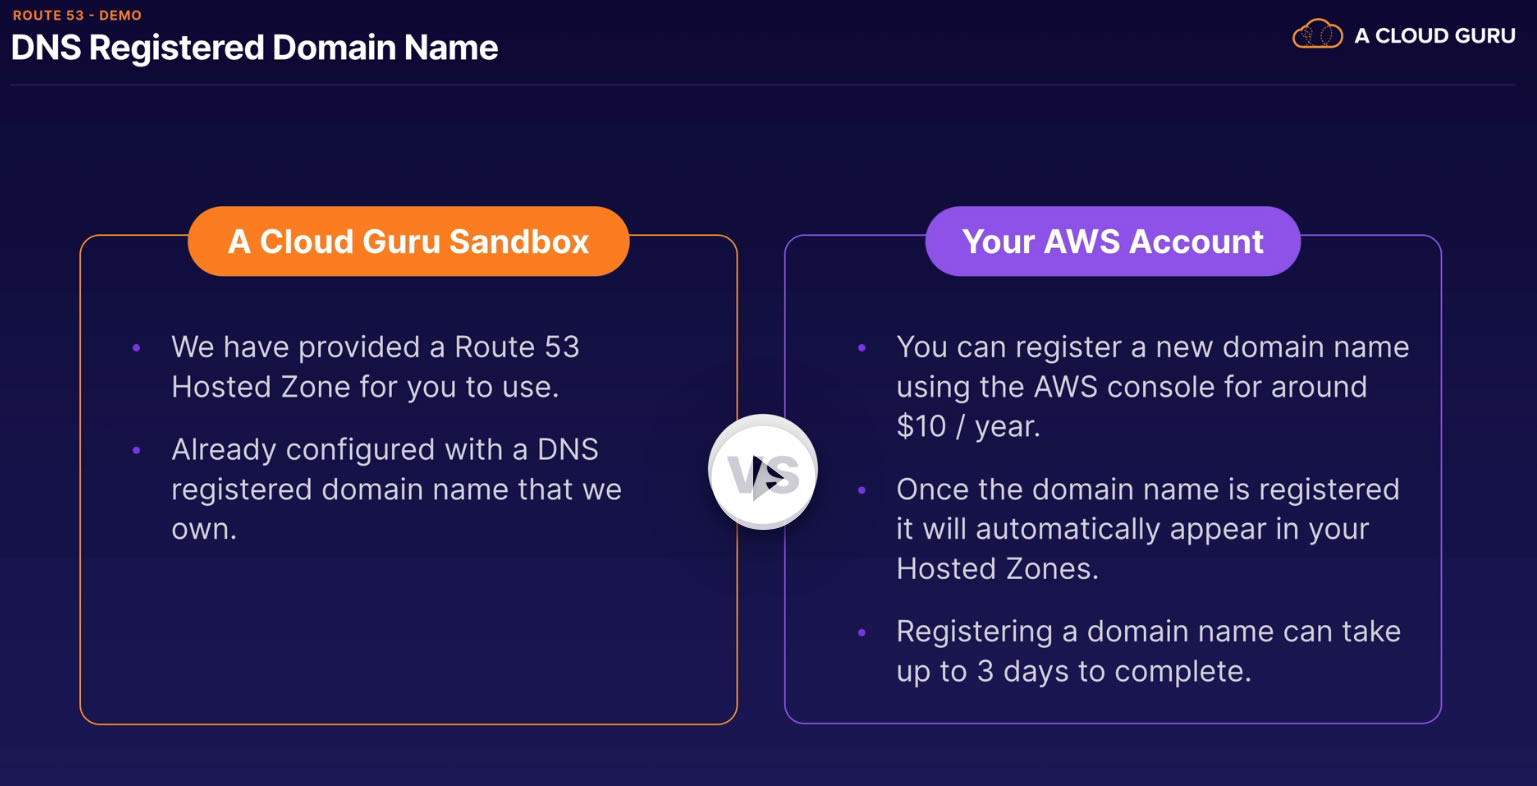 ROUTE 53 - DEMO
DNS Registered Domain Name
A CLOUD GURU
A Cloud Guru Sandbox
• We have provided a Route 53
Hosted Zone for you to use.
• Already configured with a DNS
registered domain name that we
own.
VS
Your AWS Account
• You can register a new domain name
using the AWS console for around
$10 / year.
• Once the domain name is registered
it will automatically appear in your
Hosted Zones.
• Registering a domain name can take
up to 3 days to complete.